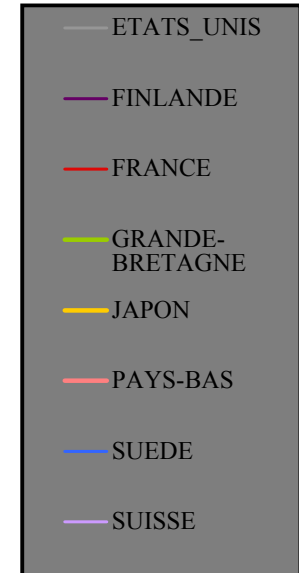 ETATS_UNIS
FINLANDE
FRANCE
GRANDE-
BRETAGNE
JAPON
PAYS-BAS
SUEDE
SUISSE